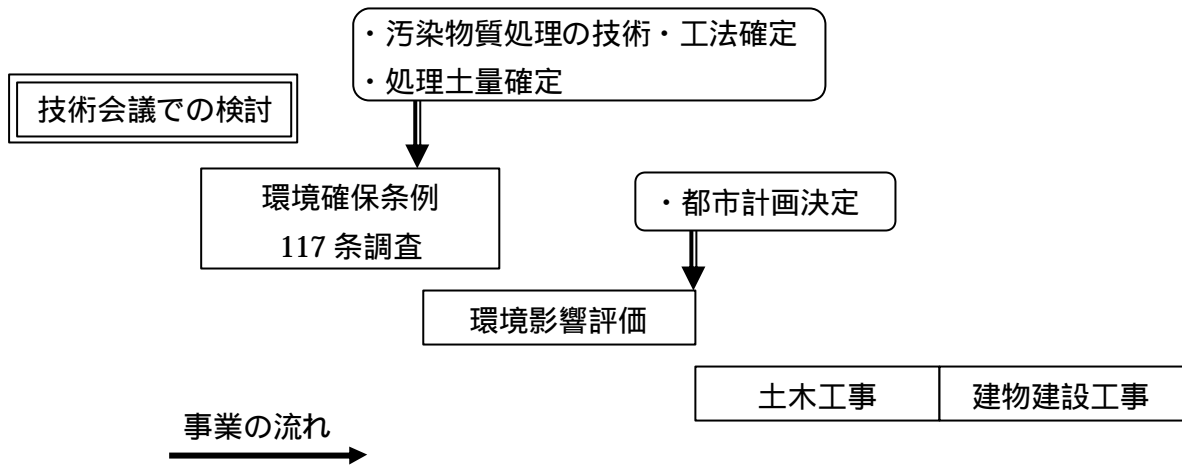 ・汚染物質処理の技術・工法確定
・処理土量確定
技術会議での検討
環境確保条例
117 条調査
・都市計画決定
環境影響評価
土木工事
建物建設工事
事業の流れ